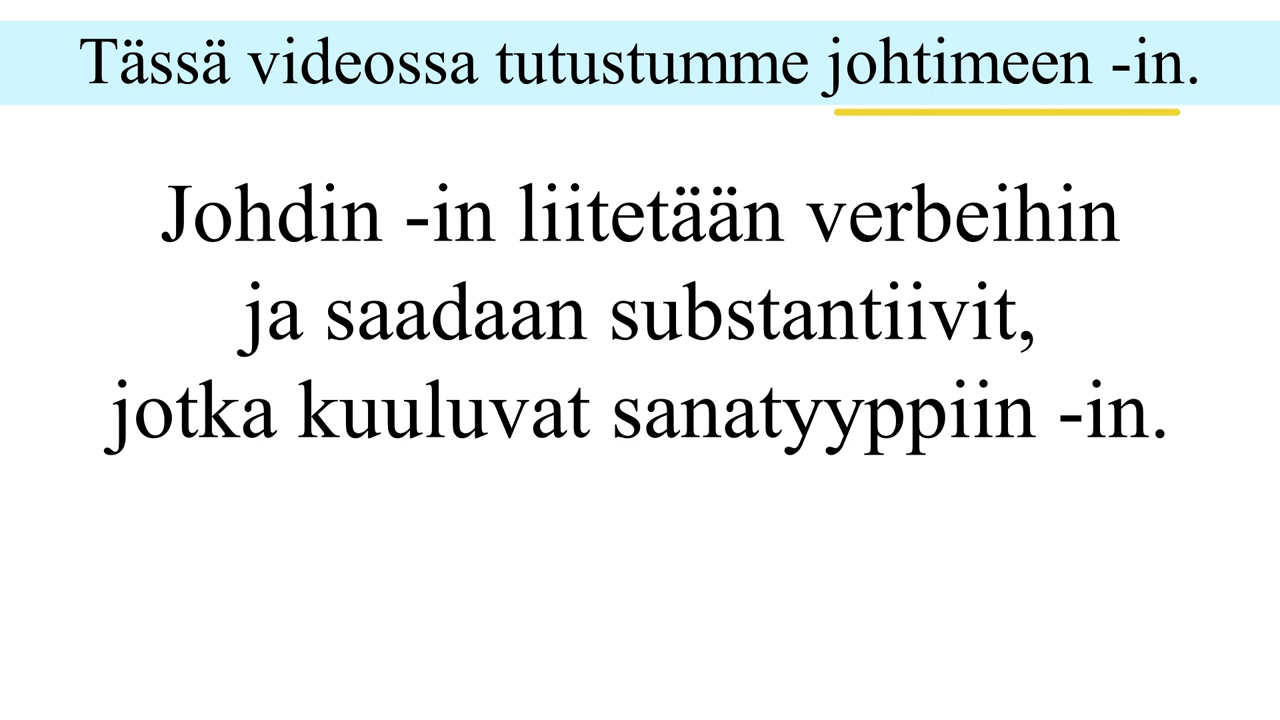 Tässä videossa tutustumme johtimeen -in.
Johdin -in liitetään verbeihin
ja saadaan substantiivit,
jotka kuuluvat sanatyyppiin -in.